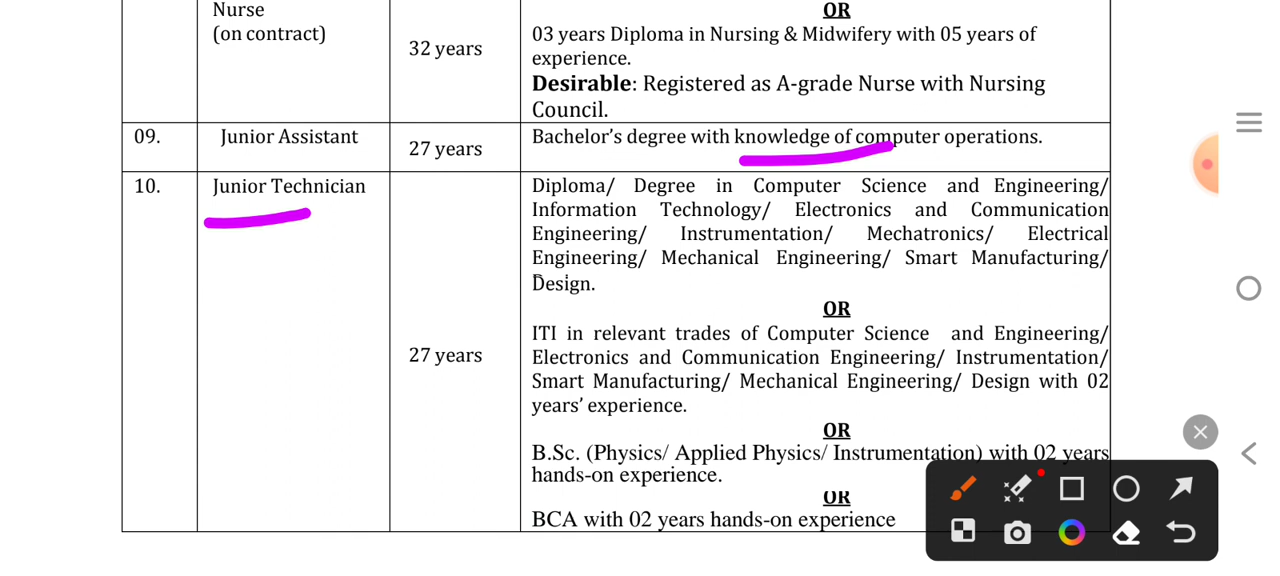 Nurse
(on contract)
32 years
OR
03 years Diploma in Nursing & Midwifery with 05 years of
experience.
Desirable: Registered as A-grade Nurse with Nursing
Council.
09.
Junior Assistant
27 years
Bachelor's degree with knowledge of computer operations.
10.
Junior Technician
27 years
Diploma/ Degree in Computer Science and Engineering/
Information Technology/ Electronics and Communication
Engineering/ Instrumentation/ Mechatronics/ Electrical
Engineering/ Mechanical Engineering/ Smart Manufacturing/
Design.
OR
ITI in relevant trades of Computer Science and Engineering/
Electronics and Communication Engineering/ Instrumentation/
Smart Manufacturing/ Mechanical Engineering/ Design with 02
years' experience.
OR
B.Sc. (Physics/ Applied Physics/ Instrumentation) with 02 years
hands-on experience.
OR
BCA with 02 years hands-on experience